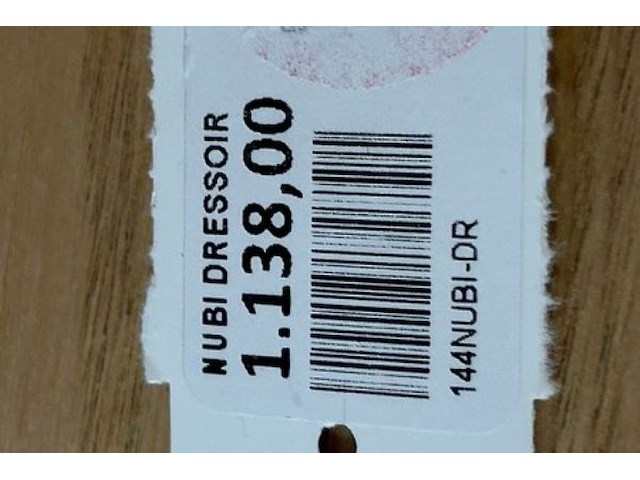 NUBI DRESSOIR
1.138,00
144NUBI-DR